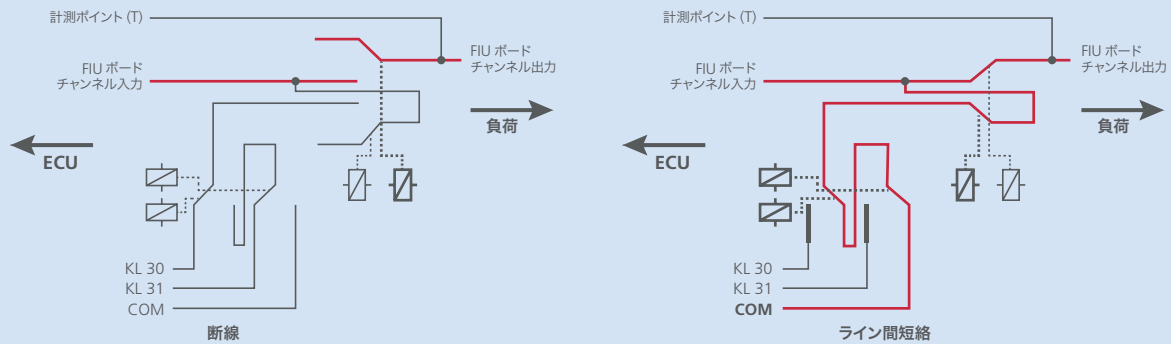 計測ポイント (T)
FIU ボード
チャンネル出力
FIU ボード
チャンネル入力
負荷
ECU
KL 30
KL 31
COM
断線
計測ポイント (T)
FIU ボード
チャンネル出力
FIU ボード
チャンネル入力
負荷
ECU
KL 30
KL 31
COM
ライン間短絡